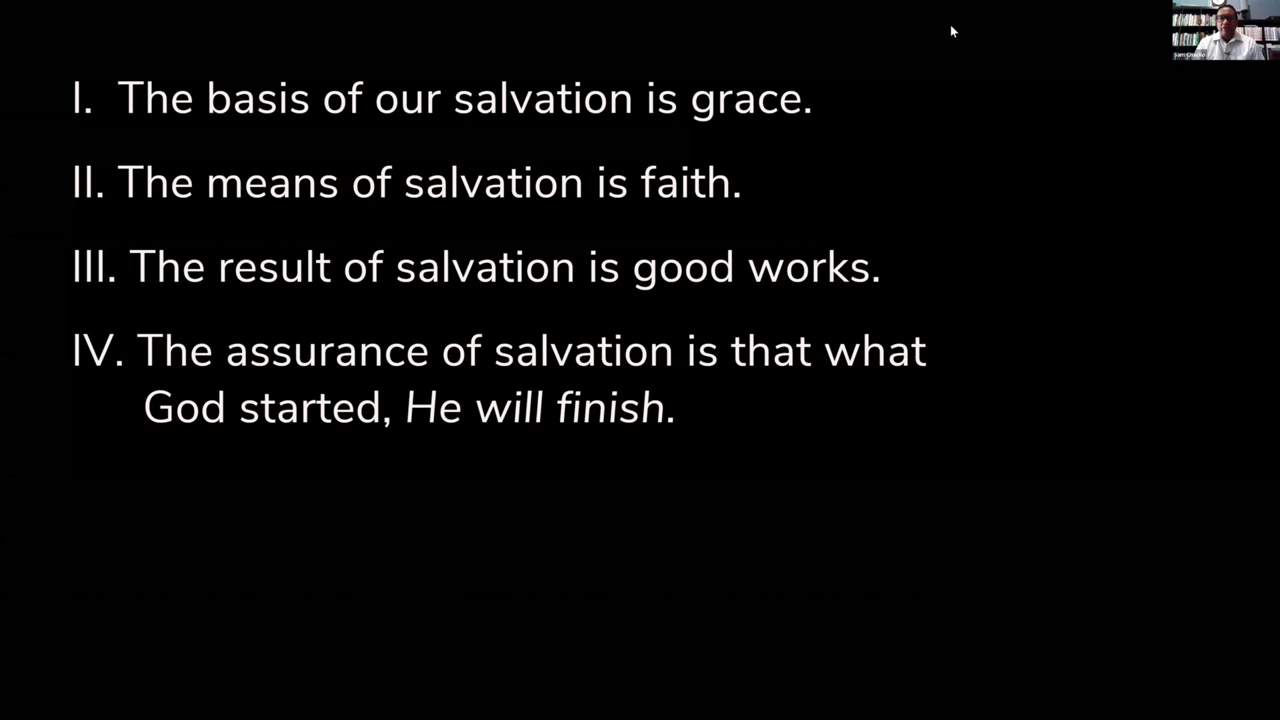 I. The basis of our salvation is grace.
II. The means of salvation is faith.
III. The result of salvation is good works.
IV. The assurance of salvation is that what
God started, He will finish.